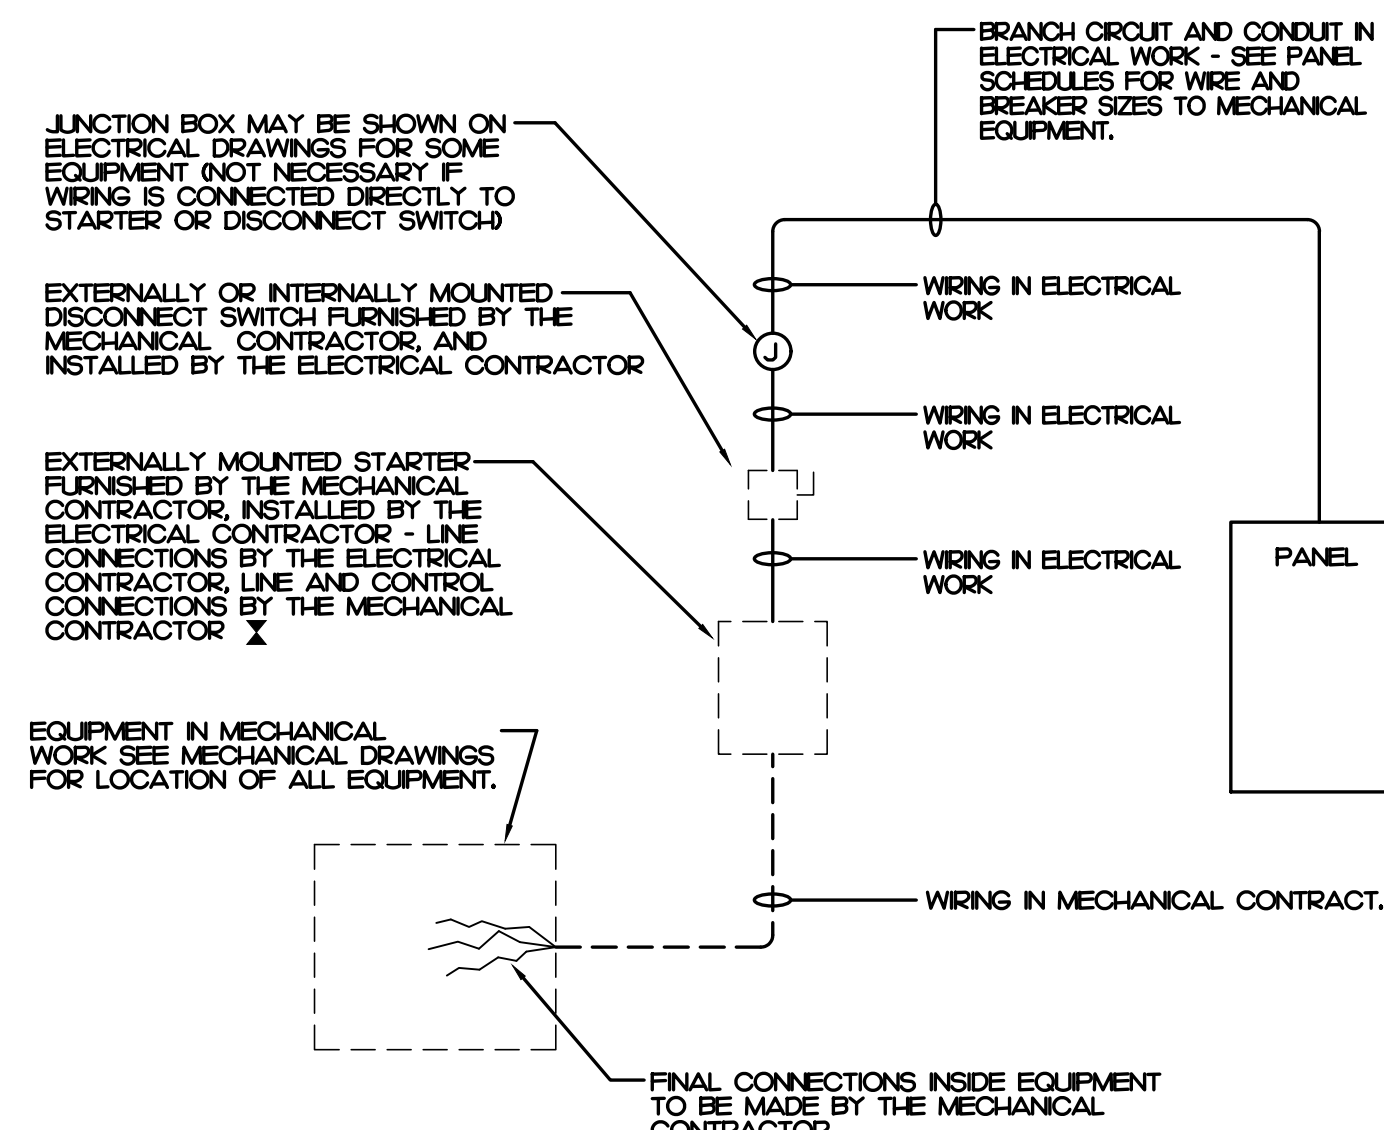 BRANCH CIRCUIT AND CONDUIT IN
ELECTRICAL WORK - SEE PANEL
SCHEDULES FOR WIRE AND
BREAKER SIZES TO MECHANICAL
EQUIPMENT.
JUNCTION BOX MAY BE SHOWN ON
ELECTRICAL DRAWINGS FOR SOME
EQUIPMENT (NOT NECESSARY IF
WIRING IS CONNECTED DIRECTLY TO
STARTER OR DISCONNECT SWITCH)
WIRING IN ELECTRICAL
WORK
EXTERNALLY OR INTERNALLY MOUNTED
DISCONNECT SWITCH FURNISHED BY THE
MECHANICAL CONTRACTOR, AND
INSTALLED BY THE ELECTRICAL CONTRACTOR
J
WIRING IN ELECTRICAL
WORK
EXTERNALLY MOUNTED STARTER
FURNISHED BY THE MECHANICAL
CONTRACTOR, INSTALLED BY THE
ELECTRICAL CONTRACTOR - LINE
CONNECTIONS BY THE ELECTRICAL
CONTRACTOR, LINE AND CONTROL
CONNECTIONS BY THE MECHANICAL
CONTRACTOR
WIRING IN ELECTRICAL
WORK
PANEL
EQUIPMENT IN MECHANICAL
WORK SEE MECHANICAL DRAWINGS
FOR LOCATION OF ALL EQUIPMENT.
WIRING IN MECHANICAL CONTRACT.
FINAL CONNECTIONS INSIDE EQUIPMENT
TO BE MADE BY THE MECHANICAL
CONTRACTOR